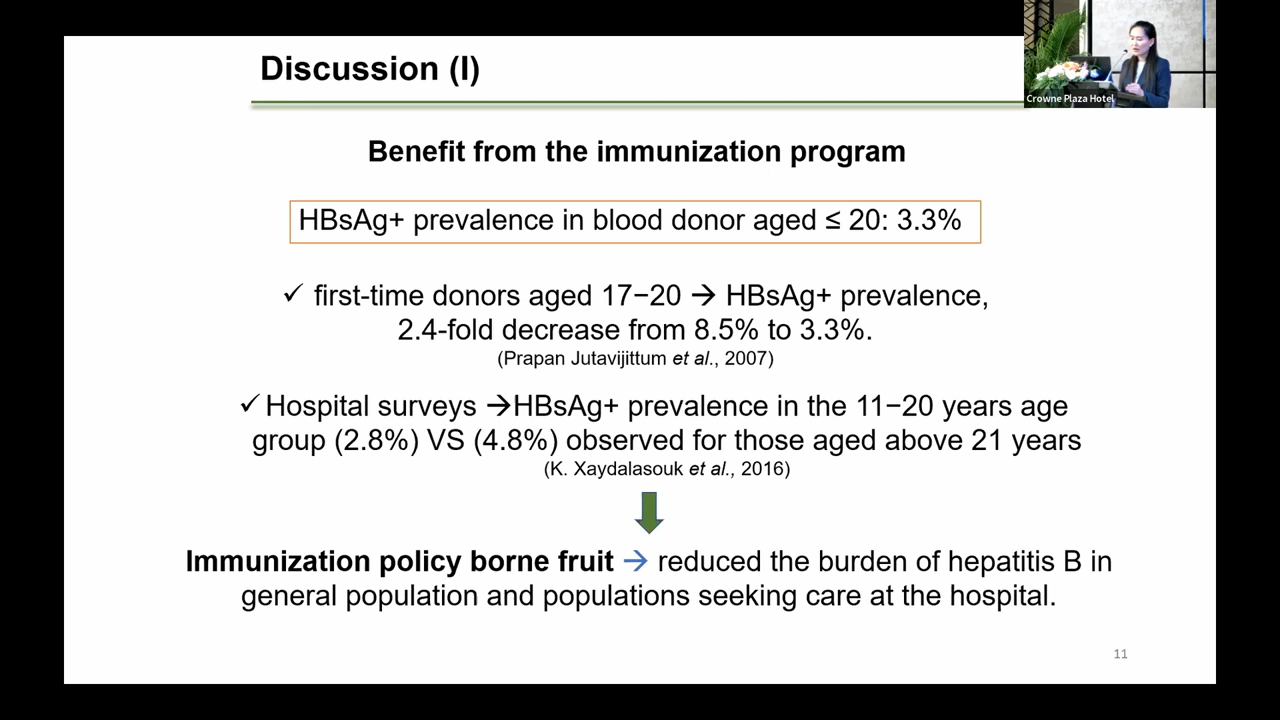 Discussion (I)
Crowne Plaza Hotel
Benefit from the immunization program
HBsAg+ prevalence in blood donor aged ≤ 20: 3.3%
✓ first-time donors aged 17−20 → HBsAg+ prevalence,
2.4-fold decrease from 8.5% to 3.3%.
(Prapan Jutavijittum et al., 2007)
✓ Hospital surveys →HBsAg+ prevalence in the 11−20 years age
group (2.8%) VS (4.8%) observed for those aged above 21 years
(K. Xaydalasouk et al., 2016)
Immunization policy borne fruit → reduced the burden of hepatitis B in
general population and populations seeking care at the hospital.
11